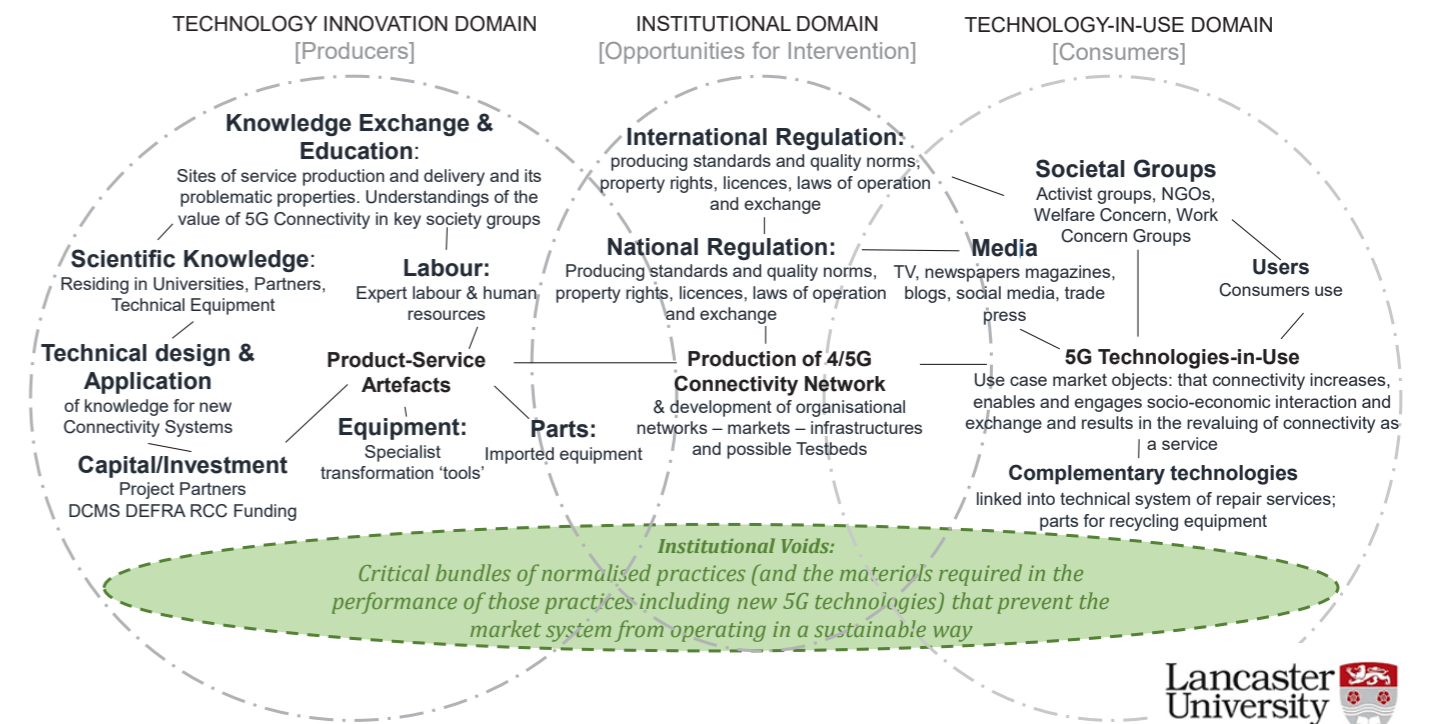 TECHNOLOGY INNOVATION DOMAIN
[Producers]
INSTITUTIONAL DOMAIN
[Opportunities for Intervention]
TECHNOLOGY-IN-USE DOMAIN
[Consumers]
Knowledge Exchange &
Education:
Sites of service production and delivery and its
problematic properties. Understandings of the
value of 5G Connectivity in key society groups
Scientific Knowledge:
Residing in Universities, Partners,
Technical Equipment
Labour:
Expert labour & human
resources
Technical design &
Application
of knowledge for new
Connectivity Systems
Product-Service
Artefacts
Capital/Investment
Project Partners
DCMS DEFRA RCC Funding
Equipment:
Specialist
transformation ‘tools’
Parts:
Imported equipment
International Regulation:
producing standards and quality norms,
property rights, licences, laws of operation
and exchange
National Regulation:
Producing standards and quality norms,
property rights, licences, laws of operation
and exchange
Production of 4/5G
Connectivity Network
& development of organisational
networks – markets – infrastructures
and possible Testbeds
Societal Groups
Activist groups, NGOs,
Welfare Concern, Work
Concern Groups
Media
TV, newspapers magazines,
blogs, social media, trade
press
Users
Consumers use
5G Technologies-in-Use
Use case market objects: that connectivity increases,
enables and engages socio-economic interaction and
exchange and results in the revaluing of connectivity as
a service
Complementary technologies
linked into technical system of repair services;
parts for recycling equipment
Institutional Voids:
Critical bundles of normalised practices (and the materials required in the
performance of those practices including new 5G technologies) that prevent the
market system from operating in a sustainable way
Lancaster
University